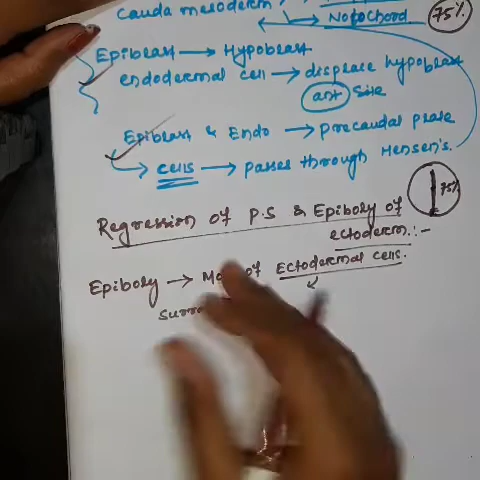 Cauda mesoderm,
Notochord 75%
Epiblast → Hypoblast
endodermal cell → displace hypoblast
ant site
Epiblast & Endo → precaudal plate
cells → passes through Hensen's.
Regression of P.S & Epiboly of 75%
ectoderm :-
Epiboly → of Ectodermal cells.